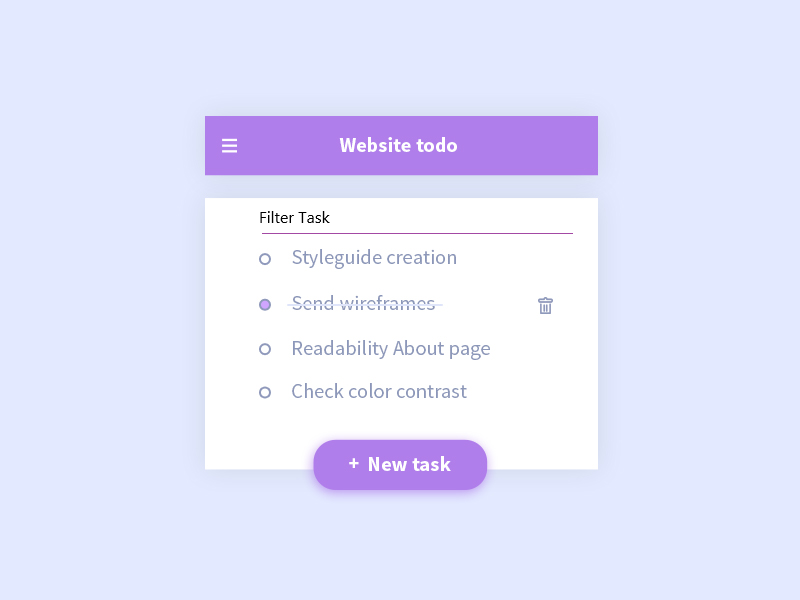 Website todo
Filter Task
Styleguide creation
Send wireframes
Readability About page
Check color contrast
+ New task